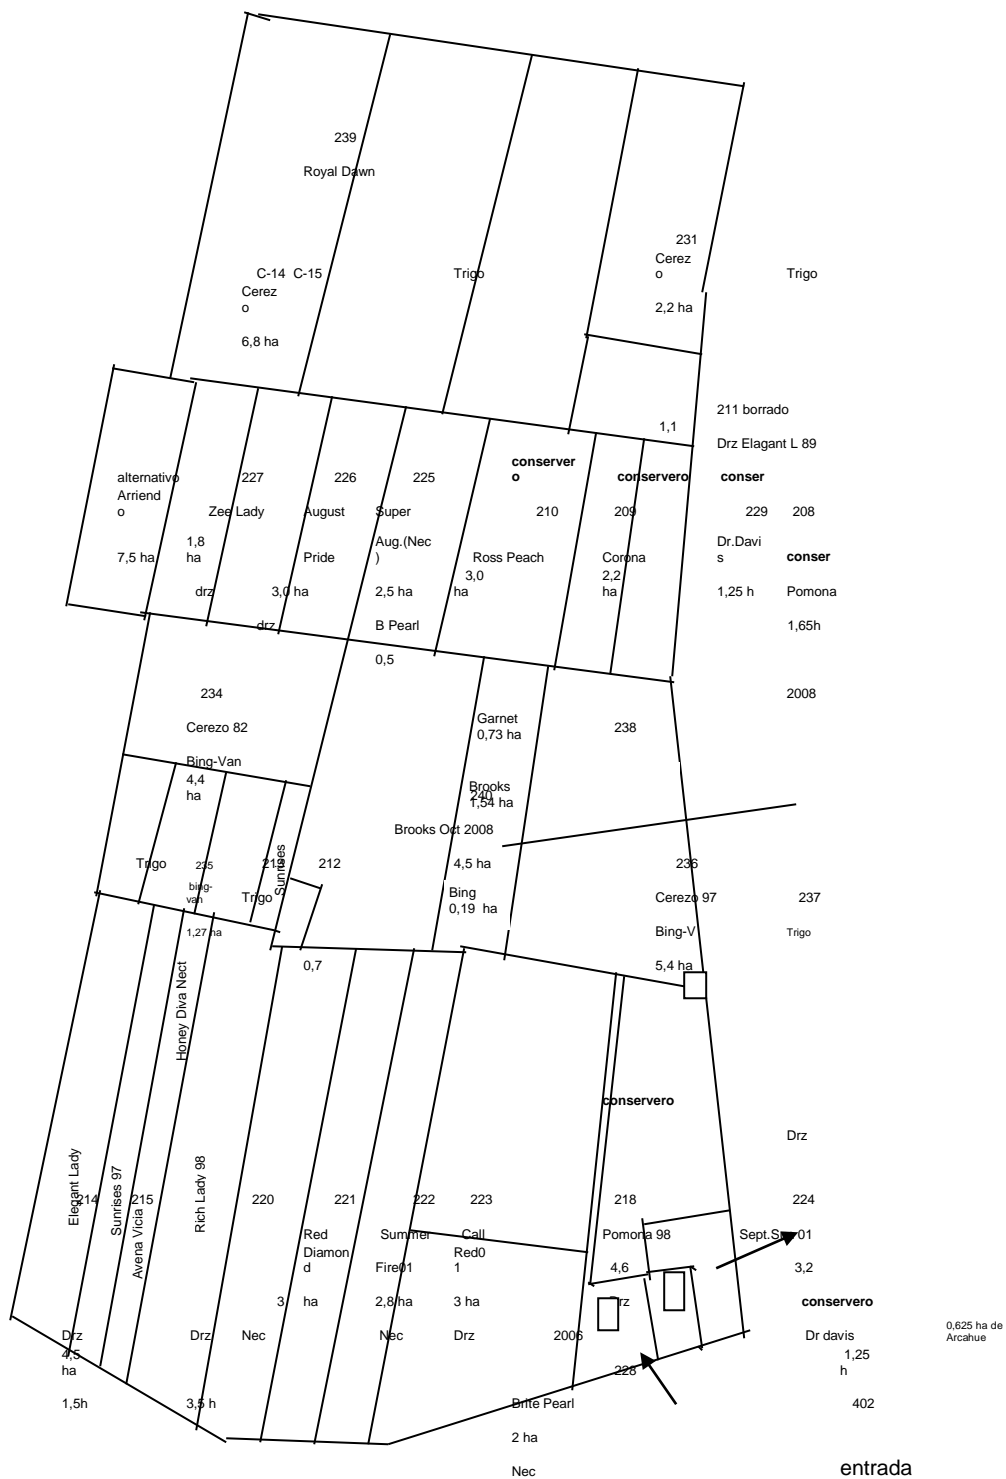 239
Royal Dawn
231
Cerez
o
2,2 ha
C-14 C-15
Trigo
Trigo
Cerez
o
6,8 ha
211 borrado
1,1
Drz Elagant L 89
conserver
o
conservero
conser
alternativo
227
226
225
Arriend
o
Zee Lady
August
Super
210
209
229
208
1,8
ha
Aug.(Nec
)
Dr.Davi
s
7,5 ha
Pride
Ross Peach
Corona
conser
3,0
ha
2,2
ha
drz
3,0 ha
2,5 ha
1,25 h
Pomona
drz
B Pearl
1,65h
0,5
234
2008
Garnet
0,73 ha
Cerezo 82
238
Bing-Van
4,4
ha
Brooks
240
1,54 ha
Brooks Oct 2008
Trigo
235
212
4,5 ha
236
Sunrises
bing-
van
Trigo
Bing
0,19 ha
Cerezo 97
237
1,27 ha
Bing-V
Trigo
0,7
5,4 ha
Honey Diva Nect
conservero
Drz
Elegant Lady
Sunrises 97
Avena Vicia
Rich Lady 98
214
215
220
221
222
223
218
224
Red
Diamon
d
Summer
Call
Red0
1
Pomona 98
Sept.Sun 01
Fire01
4,6
3,2
3
ha
2,8 ha
3 ha
Drz
conservero
Drz
Drz
Nec
Nec
Drz
2006
Dr davis
0,625 ha de
Arcahue
4,5
ha
1,25
h
228
1,5h
3,5 h
Brite Pearl
402
2 ha
entrada
Nec